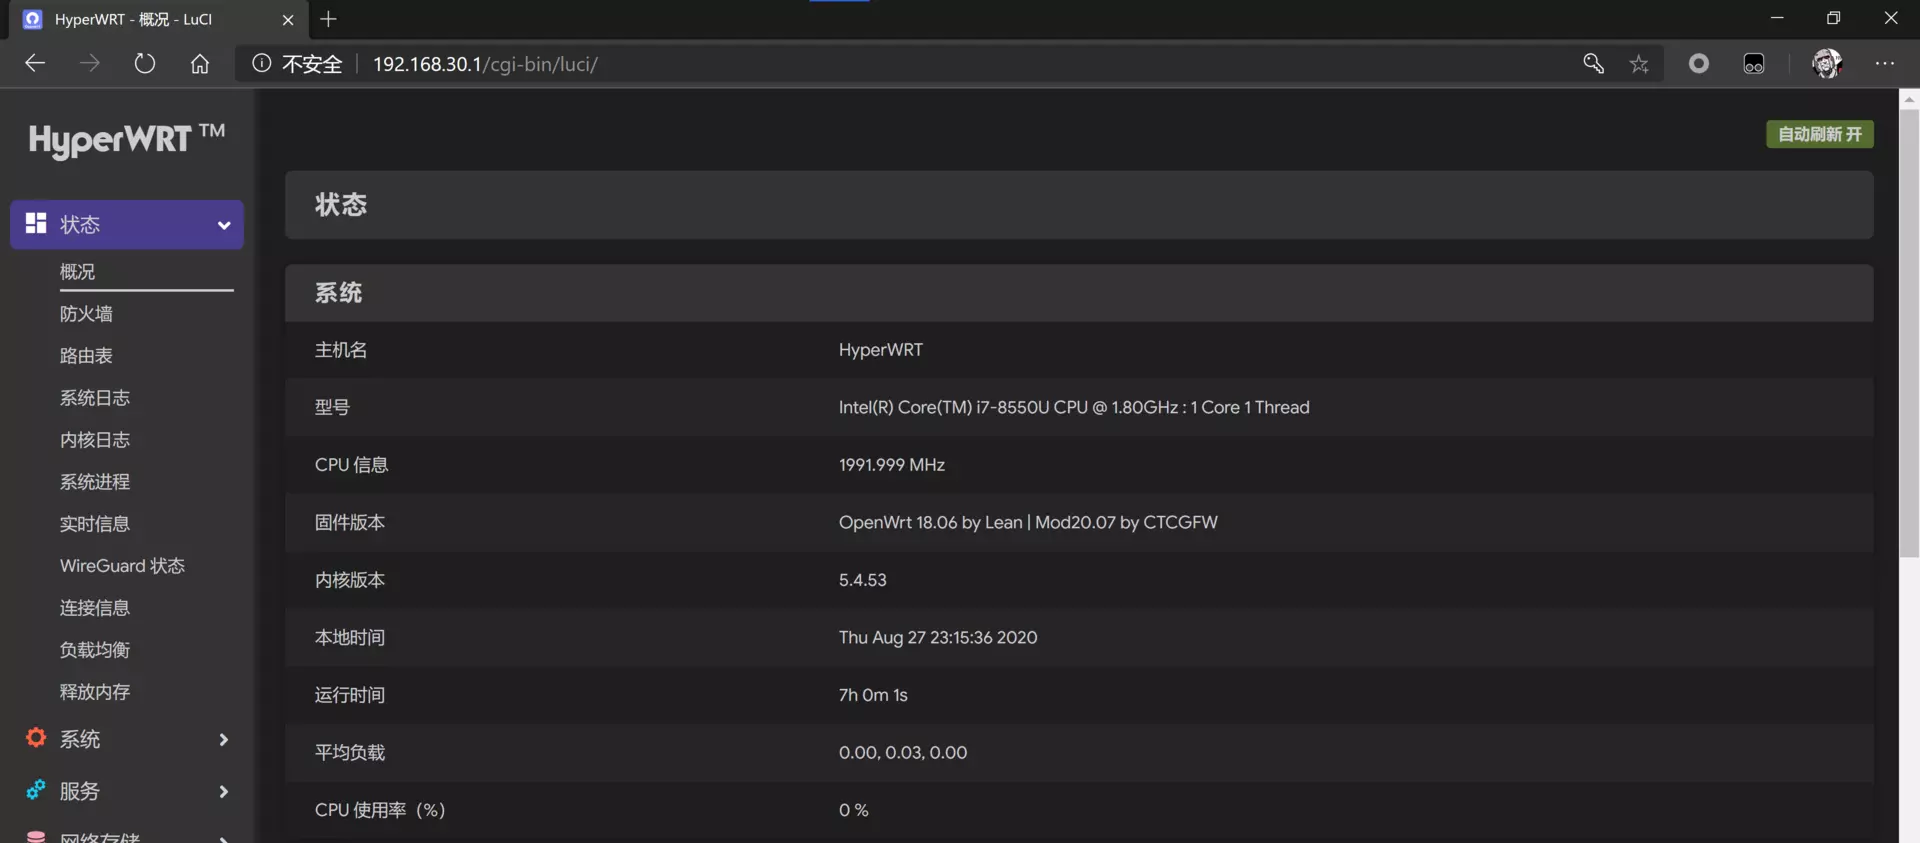 HyperWRT - 概况 - LuCI
不安全 192.168.30.1/cgi-bin/luci/
HyperWRT ™
自动刷新 开
状态
概况
防火墙
路由表
系统日志
内核日志
系统进程
实时信息
WireGuard 状态
连接信息
负载均衡
释放内存
系统
服务
网络存储
状态
系统
主机名 HyperWRT
型号 Intel(R) Core(TM) i7-8550U CPU @ 1.80GHz : 1 Core 1 Thread
CPU 信息 1991.999 MHz
固件版本 OpenWrt 18.06 by Lean | Mod20.07 by CTCGFW
内核版本 5.4.53
本地时间 Thu Aug 27 23:15:36 2020
运行时间 7h 0m 1s
平均负载 0.00, 0.03, 0.00
CPU 使用率（%） 0 %